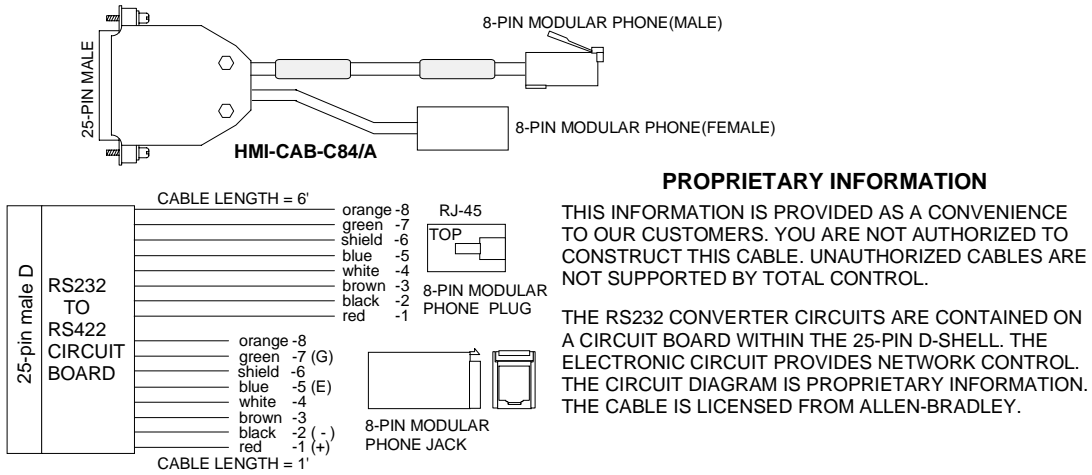 8-PIN MODULAR PHONE(MALE)
25-PIN MALE
8-PIN MODULAR PHONE(FEMALE)
HMI-CAB-C84/A
PROPRIETARY INFORMATION
THIS INFORMATION IS PROVIDED AS A CONVENIENCE
TO OUR CUSTOMERS. YOU ARE NOT AUTHORIZED TO
CONSTRUCT THIS CABLE. UNAUTHORIZED CABLES ARE
NOT SUPPORTED BY TOTAL CONTROL.
THE RS232 CONVERTER CIRCUITS ARE CONTAINED ON
A CIRCUIT BOARD WITHIN THE 25-PIN D-SHELL. THE
ELECTRONIC CIRCUIT PROVIDES NETWORK CONTROL.
THE CIRCUIT DIAGRAM IS PROPRIETARY INFORMATION.
THE CABLE IS LICENSED FROM ALLEN-BRADLEY.
CABLE LENGTH = 6'
25-pin male D
RS232
TO
RS422
CIRCUIT
BOARD
orange -8
green -7
shield -6
blue -5
white -4
brown -3
black -2
red -1
RJ-45
TOP
8-PIN MODULAR
PHONE PLUG
orange -8
green -7 (G)
shield -6
blue -5 (E)
white -4
brown -3
black -2 ( - )
red -1 (+)
8-PIN MODULAR
PHONE JACK
CABLE LENGTH = 1'